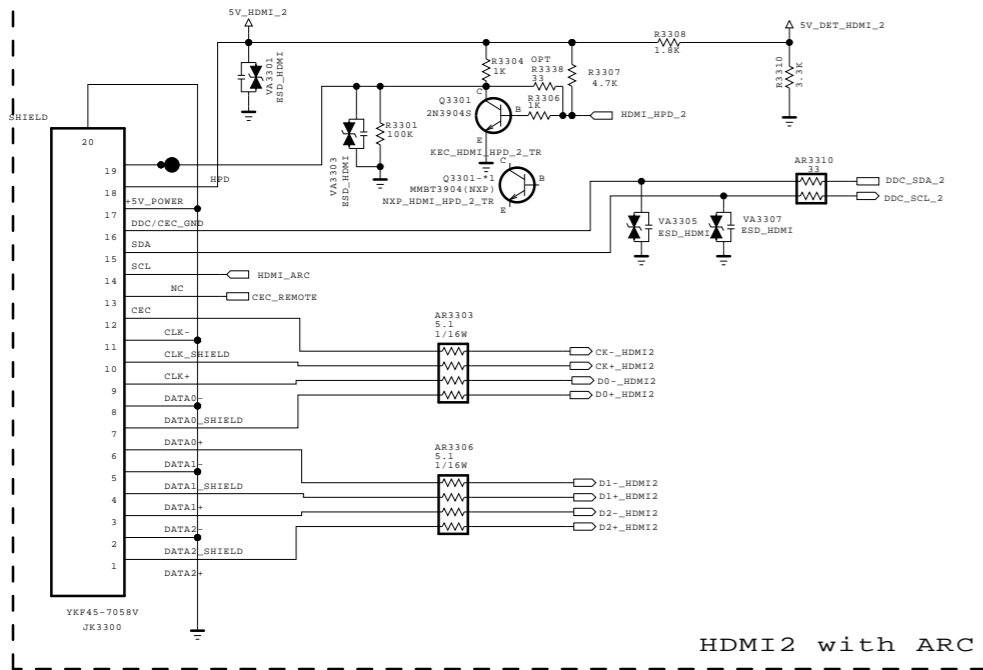 5V_HDMI_2
5V_DET_HDMI_2
R3308
1.8K
VA3301
ESD_HDMI
R3304
1K
OPT
R3338
33
R3307
4.7K
R3310
3.3K
R3306
1K
HDMI_HPD_2
Q3301
2N3904S
C
B
E
KEC_HDMI_HPD_2_TR
SHIELD
VA3303
ESD_HDMI
R3301
100K
Q3301-*1
MMBT3904(NXP)
NXP_HDMI_HPD_2_TR
C
B
E
AR3310
33
DDC_SDA_2
DDC_SCL_2
VA3305
ESD_HDMI
VA3307
ESD_HDMI
20
19
HPD
18
+5V_POWER
17
DDC/CEC_GND
16
SDA
15
SCL
HDMI_ARC
14
NC
CEC_REMOTE
13
CEC
12
CLK-
11
CLK_SHIELD
10
CLK+
9
DATA0-
8
DATA0_SHIELD
7
DATA0+
6
DATA1-
5
DATA1_SHIELD
4
DATA1+
3
DATA2-
2
DATA2_SHIELD
1
DATA2+
AR3303
5.1
1/16W
CK-_HDMI2
CK+_HDMI2
D0-_HDMI2
D0+_HDMI2
AR3306
5.1
1/16W
D1-_HDMI2
D1+_HDMI2
D2-_HDMI2
D2+_HDMI2
YKF45-7058V
JK3300
HDMI2 with ARC